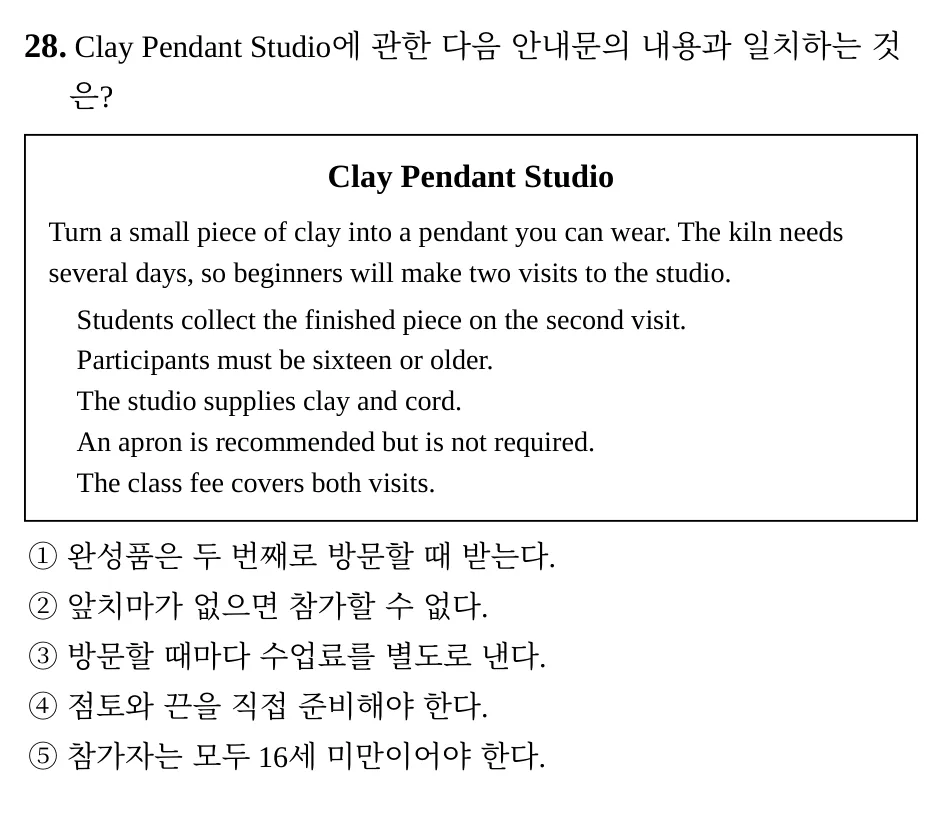 28. Clay Pendant Studio에 관한 다음 안내문의 내용과 일치하는 것
은?
Clay Pendant Studio
Turn a small piece of clay into a pendant you can wear. The kiln needs
several days, so beginners will make two visits to the studio.
Students collect the finished piece on the second visit.
Participants must be sixteen or older.
The studio supplies clay and cord.
An apron is recommended but is not required.
The class fee covers both visits.
① 완성품은 두 번째로 방문할 때 받는다.
② 앞치마가 없으면 참가할 수 없다.
③ 방문할 때마다 수업료를 별도로 낸다.
④ 점토와 끈을 직접 준비해야 한다.
⑤ 참가자는 모두 16세 미만이어야 한다.